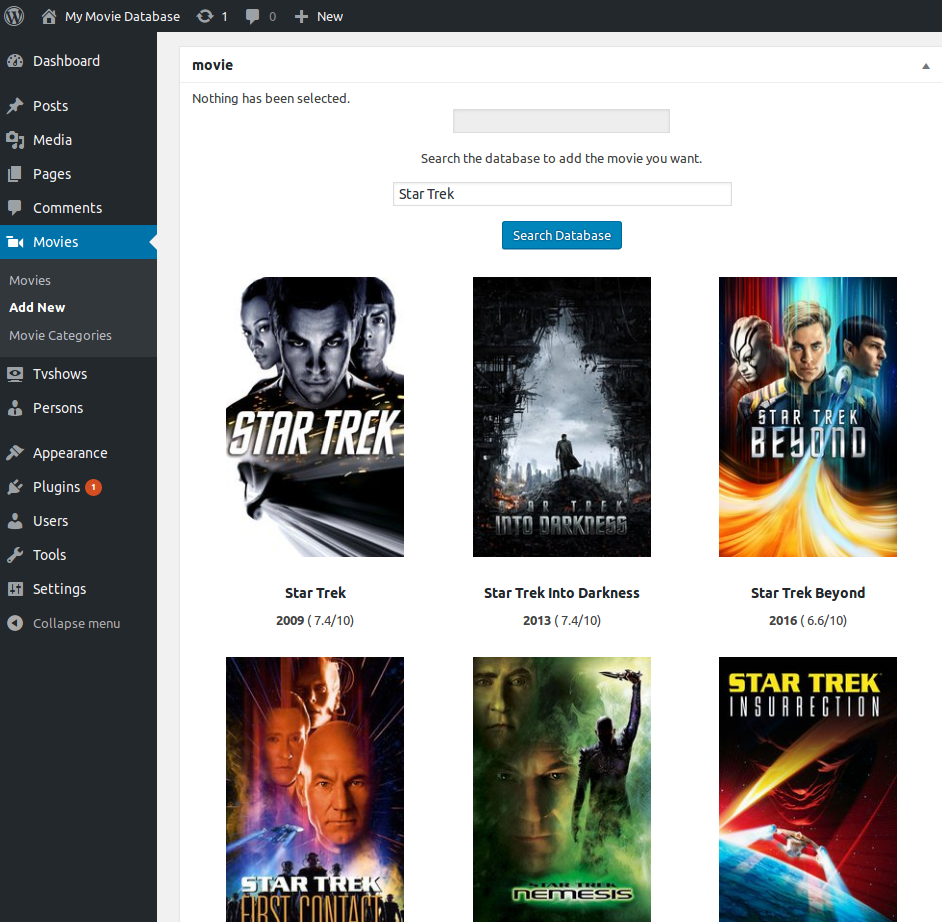 My Movie Database 1 0 New
Dashboard
Posts
Media
Pages
Comments
Movies
Movies
Add New
Movie Categories
Tvshows
Persons
Appearance
Plugins 1
Users
Tools
Settings
Collapse menu
movie
Nothing has been selected.
Search the database to add the movie you want.
Star Trek
Search Database
STAR TREK
STAR TREK
INTO DARKNESS
STAR TREK
BEYOND
Star Trek
2009 ( 7.4/10)
Star Trek Into Darkness
2013 ( 7.4/10)
Star Trek Beyond
2016 ( 6.6/10)
STAR TREK
FIRST CONTACT
STAR TREK
NEMESIS
STAR TREK
INSURRECTION